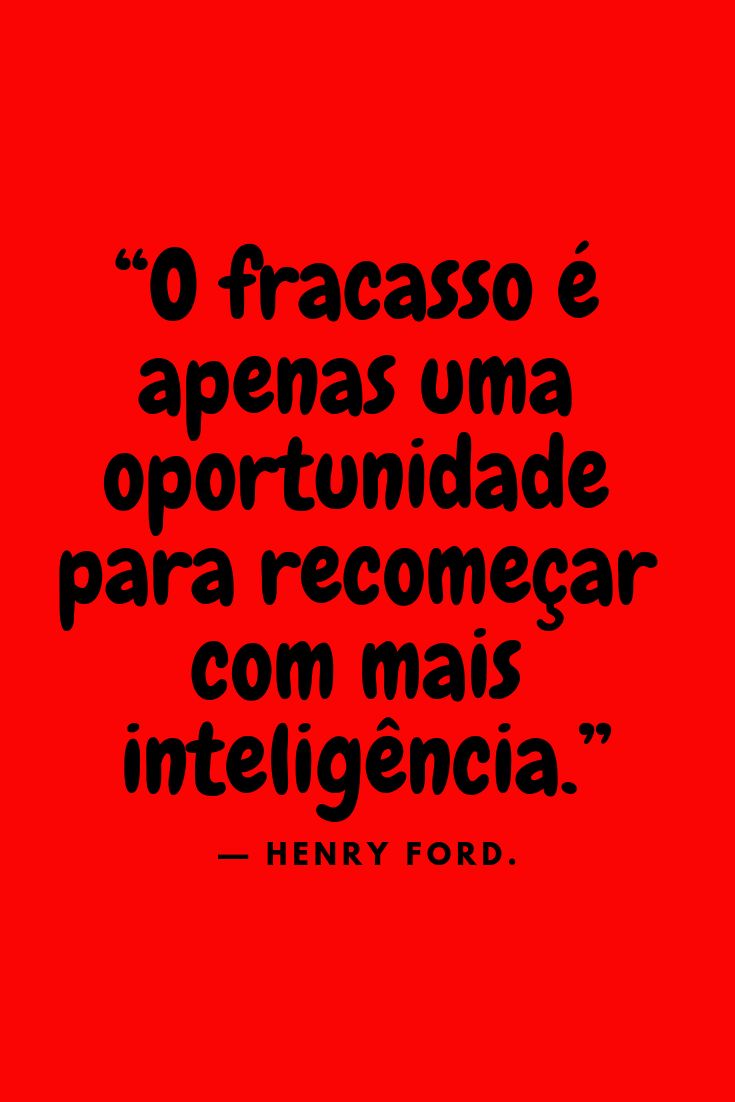 “O fracasso é
apenas uma
oportunidade
para recomeçar
com mais
inteligência.”
— HENRY FORD.